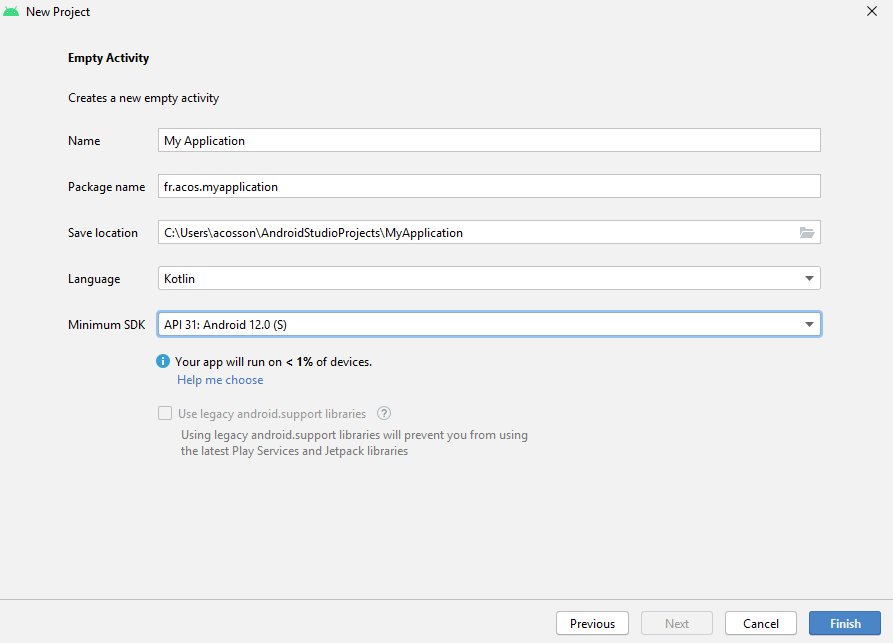 New Project
Empty Activity
Creates a new empty activity
Name My Application
Package name fr.acos.myapplication
Save location C:\Users\acosson\AndroidStudioProjects\MyApplication
Language Kotlin
Minimum SDK API 31: Android 12.0 (S)
Your app will run on < 1% of devices.
Help me choose
Use legacy android.support libraries ?
Using legacy android.support libraries will prevent you from using
the latest Play Services and Jetpack libraries
Previous Next Cancel Finish